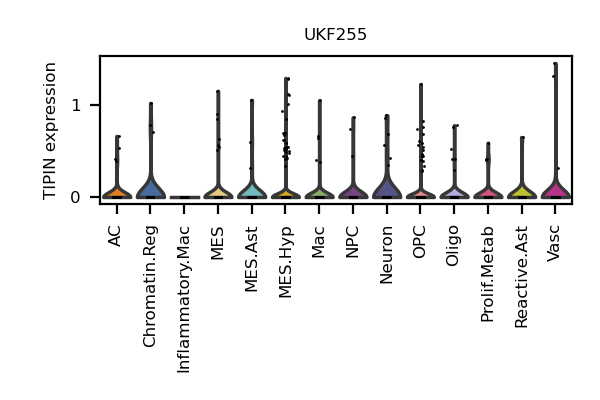 UKF255
TIPIN expression
1
0
AC
Chromatin.Reg
Inflammatory.Mac
MES
MES.Ast
MES.Hyp
Mac
NPC
Neuron
OPC
Oligo
Prolif.Metab
Reactive.Ast
Vasc